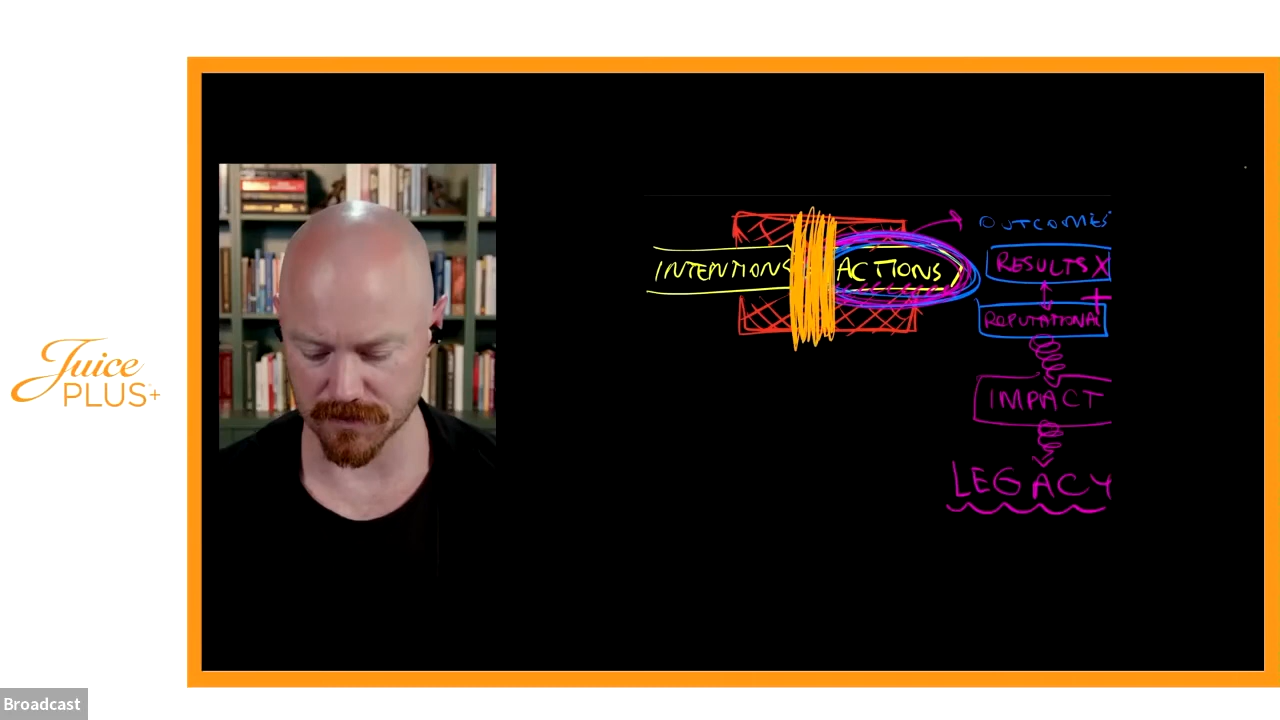 OUTCOMES
INTENTIONS
ACTIONS
RESULTS X
+
REPUTATIONAL
IMPACT
LEGACY
Juice
PLUS+
Broadcast